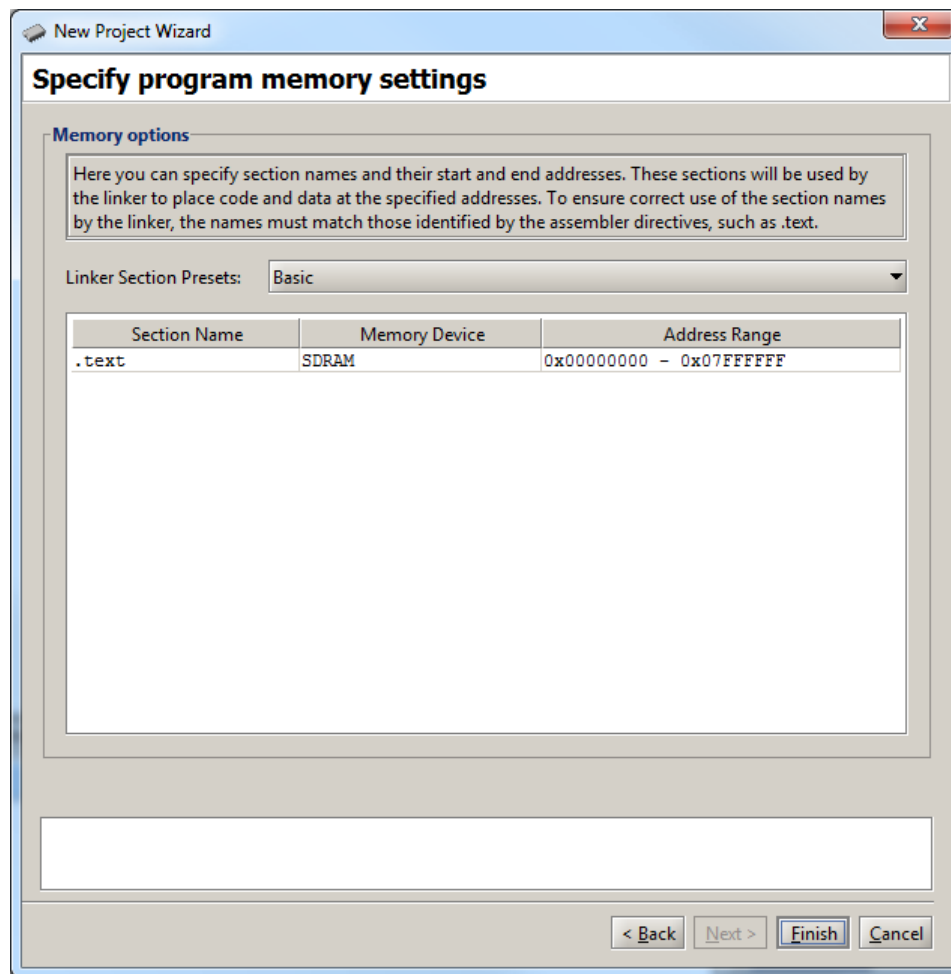 New Project Wizard
Specify program memory settings
Memory options
Here you can specify section names and their start and end addresses. These sections will be used by
the linker to place code and data at the specified addresses. To ensure correct use of the section names
by the linker, the names must match those identified by the assembler directives, such as .text.
Linker Section Presets: Basic
Section Name Memory Device Address Range
.text SDRAM 0x00000000 - 0x07FFFFFF
< Back Next > Finish Cancel